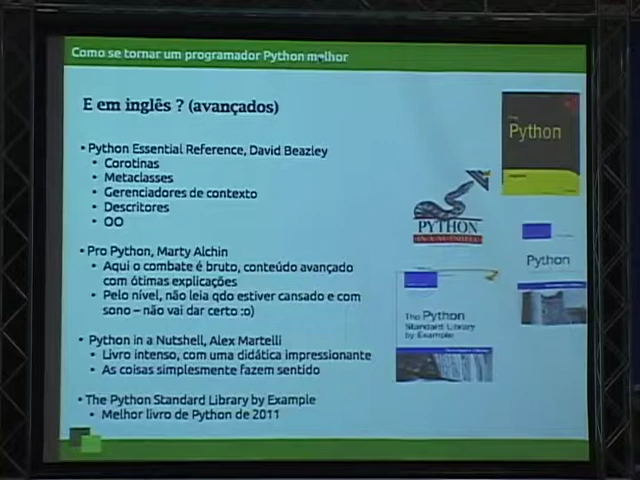 Como se tornar um programador Python melhor
E em inglês ? (avançados)
• Python Essential Reference, David Beazley
• Corotinas
• Metaclasses
• Gerenciadores de contexto
• Descritores
• OO
• Pro Python, Marty Alchin
• Aqui o combate é bruto, conteúdo avançado
com ótimas explicações
• Pelo nível, não leia qdo estiver cansado e com
sono – não vai dar certo :o)
• Python in a Nutshell, Alex Martelli
• Livro intenso, com uma didática impressionante
• As coisas simplesmente fazem sentido
• The Python Standard Library by Example
• Melhor livro de Python de 2011
Python
PYTHON
IN A NUTSHELL
Python
The Python
Standard Library
by Example